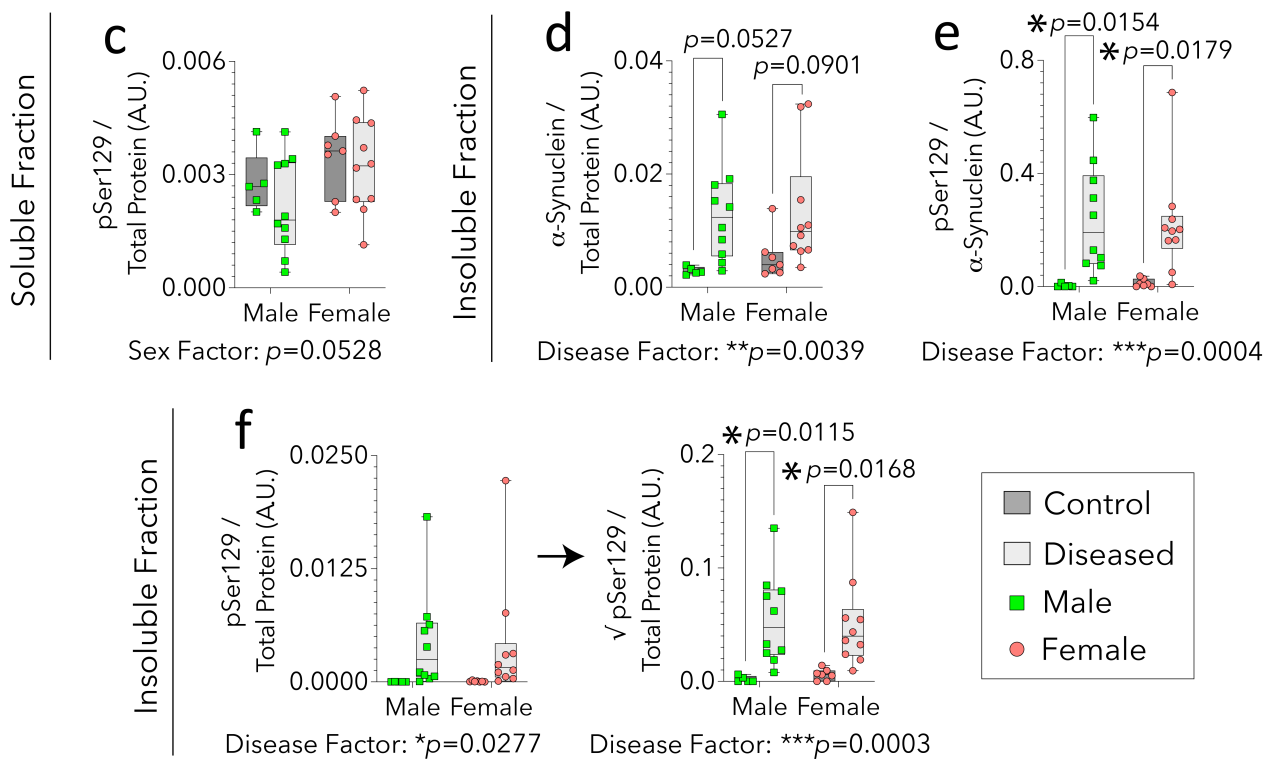 Soluble Fraction
c
pSer129 /
Total Protein (A.U.)
0.006
0.003
0.000
Male Female
Sex Factor: p=0.0528
Insoluble Fraction
d
α-Synuclein /
Total Protein (A.U.)
0.04
0.02
0.00
p=0.0527
p=0.0901
Male Female
Disease Factor: **p=0.0039
e
pSer129 /
α-Synuclein (A.U.)
0.8
0.4
0.0
*p=0.0154
*p=0.0179
Male Female
Disease Factor: ***p=0.0004
Insoluble Fraction
f
pSer129 /
Total Protein (A.U.)
0.0250
0.0125
0.0000
Male Female
Disease Factor: *p=0.0277
√ pSer129 /
Total Protein (A.U.)
0.2
0.1
0.0
*p=0.0115
*p=0.0168
Male Female
Disease Factor: ***p=0.0003
Control
Diseased
Male
Female